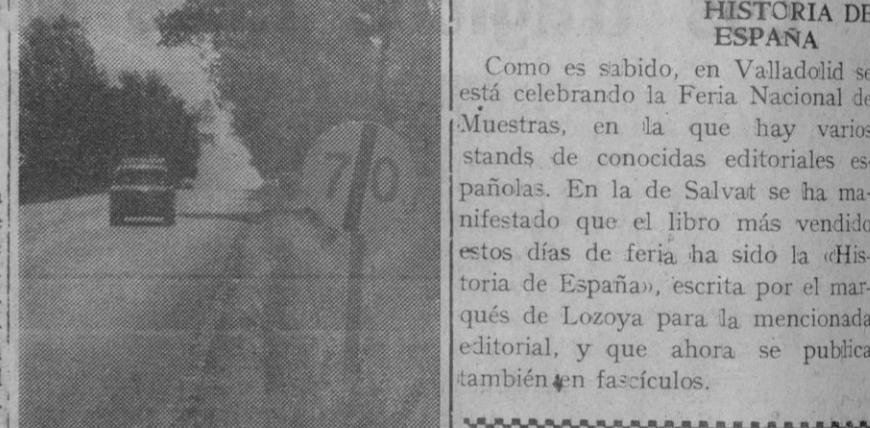 70
HISTORIA DE
ESPAÑA
Como es sabido, en Valladolid se
está celebrando la Feria Nacional de
Muestras, en la que hay varios
stands de conocidas editoriales es-
pañolas. En la de Salvat se ha ma-
nifestado que el libro más vendido
estos días de feria ha sido la «His-
toria de España», escrita por el mar-
qués de Lozoya para la mencionada
editorial, y que ahora se publica
también en fascículos.